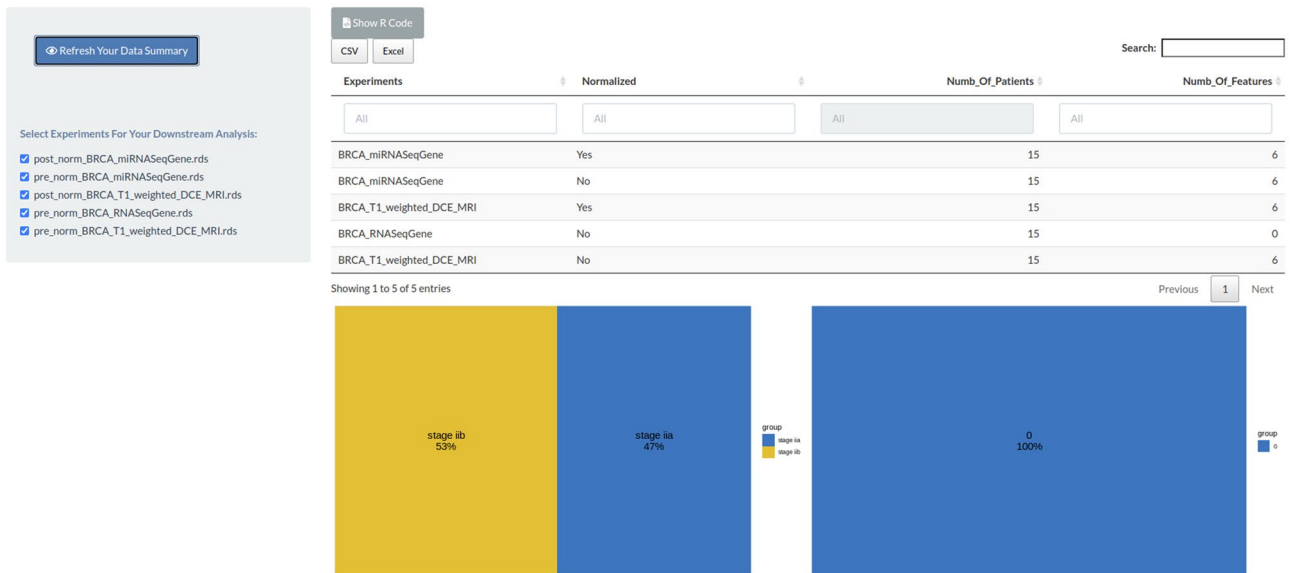 Refresh Your Data Summary
Select Experiments For Your Downstream Analysis:
post_norm_BRCA_miRNASeqGene.rds
pre_norm_BRCA_miRNASeqGene.rds
post_norm_BRCA_T1_weighted_DCE_MRI.rds
pre_norm_BRCA_RNASeqGene.rds
pre_norm_BRCA_T1_weighted_DCE_MRI.rds
Show R Code
CSV Excel Search:
Experiments Normalized Numb_Of_Patients Numb_Of_Features
All All All All
BRCA_miRNASeqGene Yes 15 6
BRCA_miRNASeqGene No 15 6
BRCA_T1_weighted_DCE_MRI Yes 15 6
BRCA_RNASeqGene No 15 0
BRCA_T1_weighted_DCE_MRI No 15 6
Showing 1 to 5 of 5 entries Previous 1 Next
stage iib
53%
stage iia
47%
group
stage iia
stage iib
0
100%
group
0